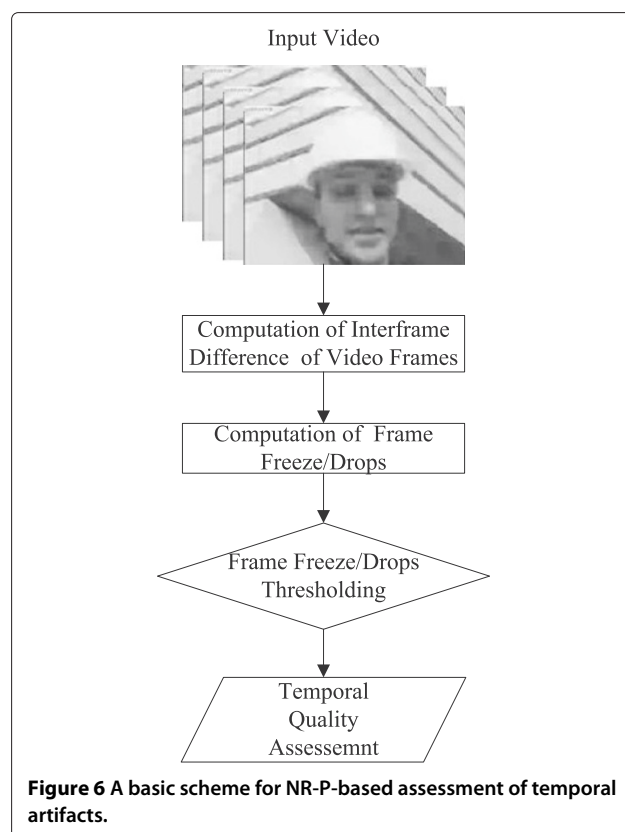 Input Video
Computation of Interframe
Difference of Video Frames
Computation of Frame
Freeze/Drops
Frame Freeze/Drops
Thresholding
Temporal
Quality
Assessemnt
Figure 6 A basic scheme for NR-P-based assessment of temporal
artifacts.